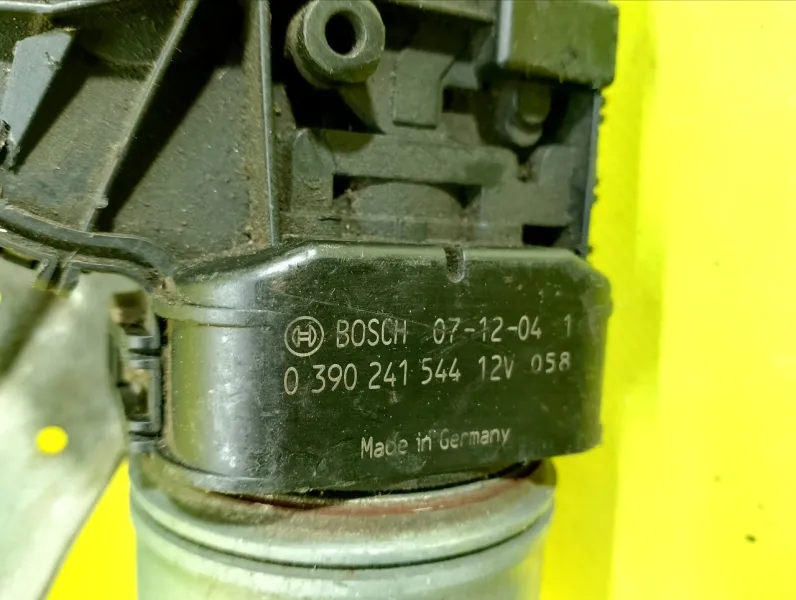 BOSCH 07-12-04 1
0 390 241 544 12V 058
Made in Germany